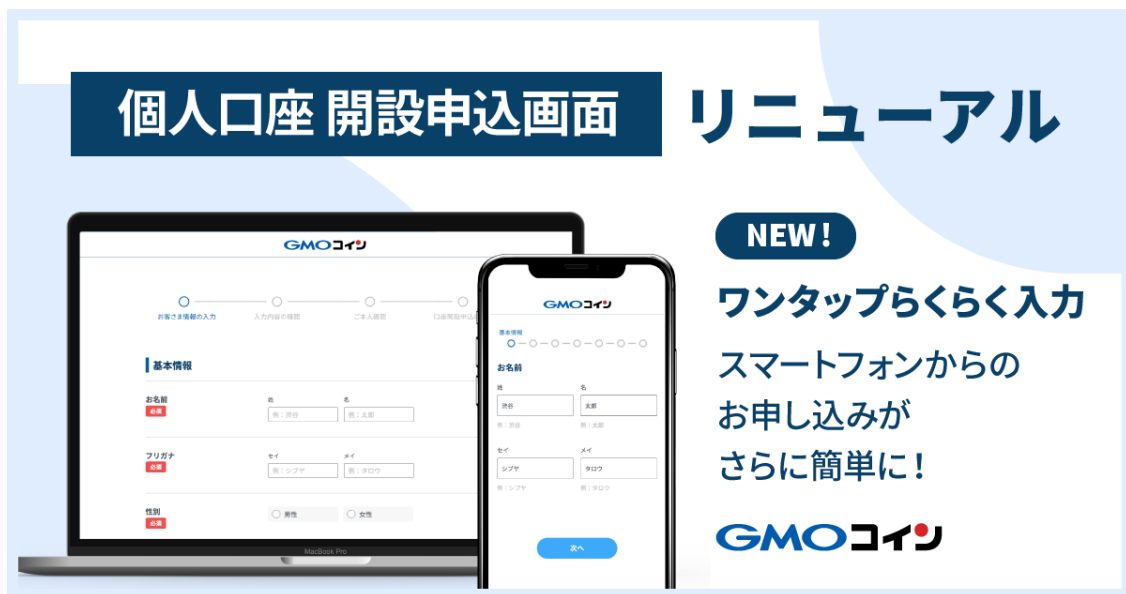 個人口座 開設申込画面 リニューアル
NEW!
ワンタップらくらく入力
スマートフォンからの
お申し込みが
さらに簡単に!
GMOコイン
GMOコイン
お客さま情報の入力 入力内容の確認 ご本人確認 口座開設申込
基本情報
お名前
必須
姓 名
例：渋谷 例：太郎
フリガナ
必須
セイ メイ
例：シブヤ 例：タロウ
性別
必須
男性 女性
MacBook Pro
GMOコイン
基本情報
お名前
姓 名
渋谷 太郎
例：渋谷 例：太郎
セイ メイ
シブヤ タロウ
例：シブヤ 例：タロウ
次へ